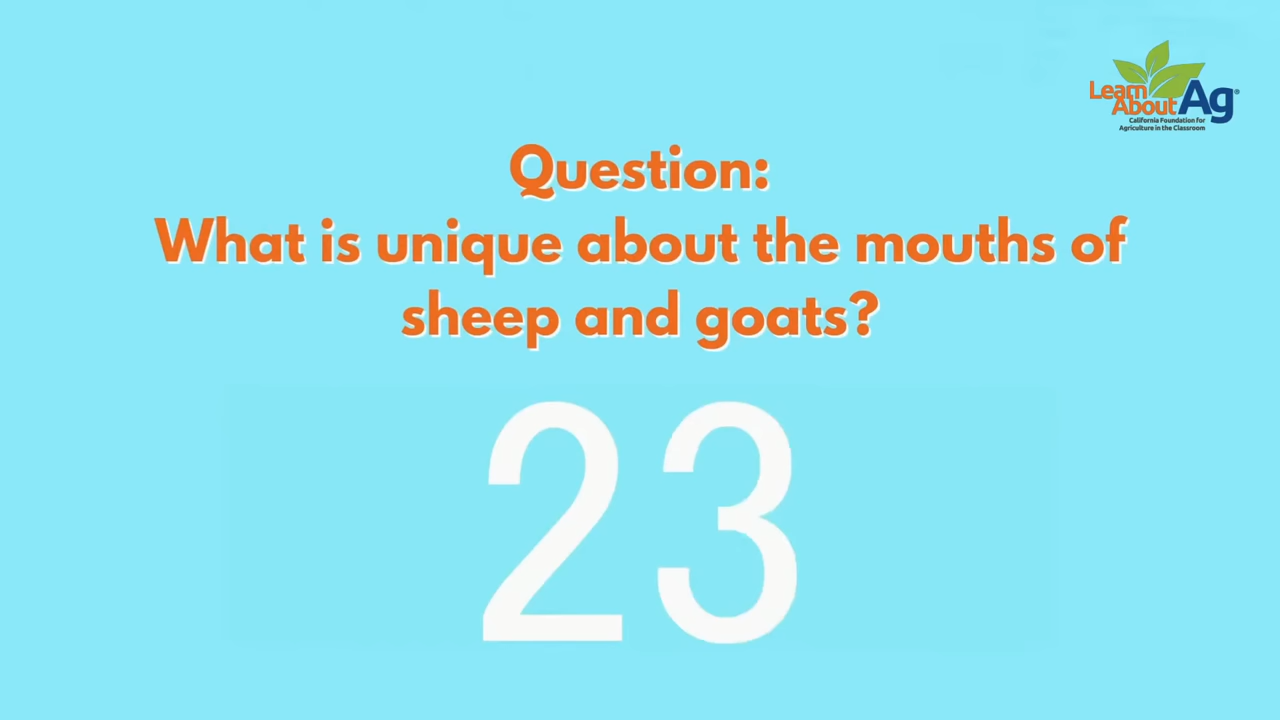 Learn
About Ag®
California Foundation for
Agriculture in the Classroom
Question:
What is unique about the mouths of
sheep and goats?
23